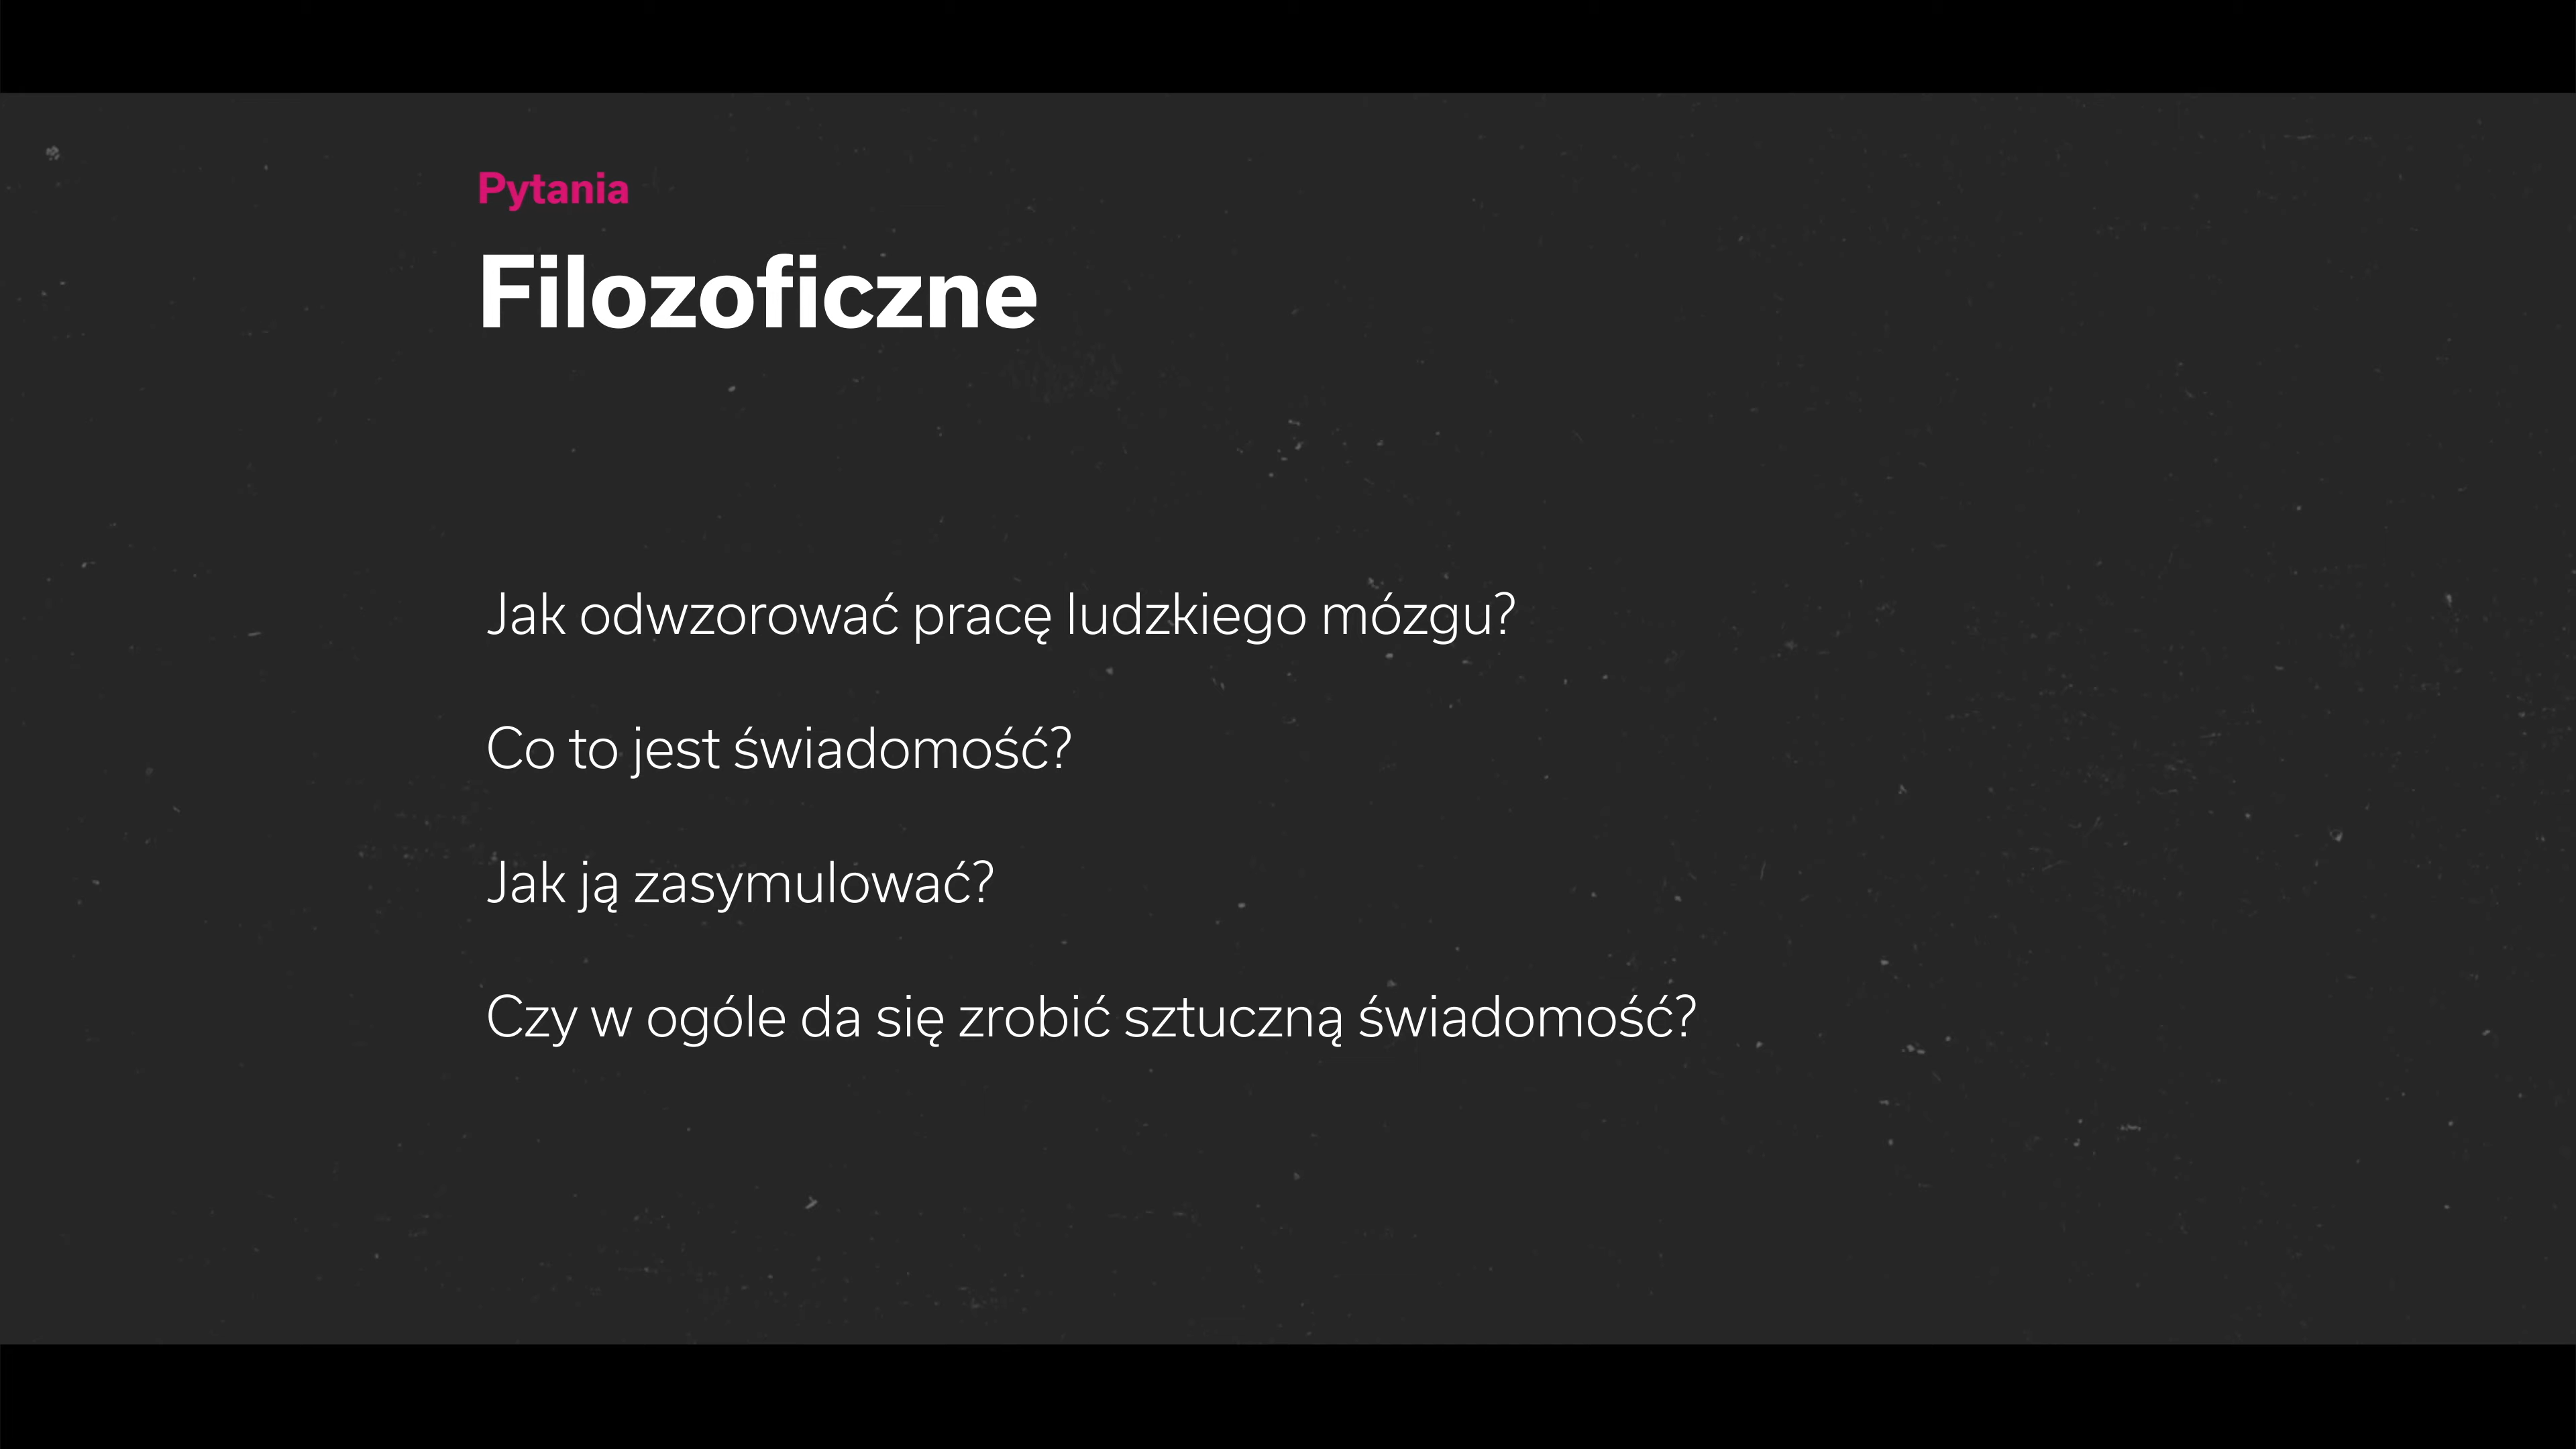 Pytania
Filozoficzne
Jak odwzorować pracę ludzkiego mózgu?
Co to jest świadomość?
Jak ją zasymulować?
Czy w ogóle da się zrobić sztuczną świadomość?